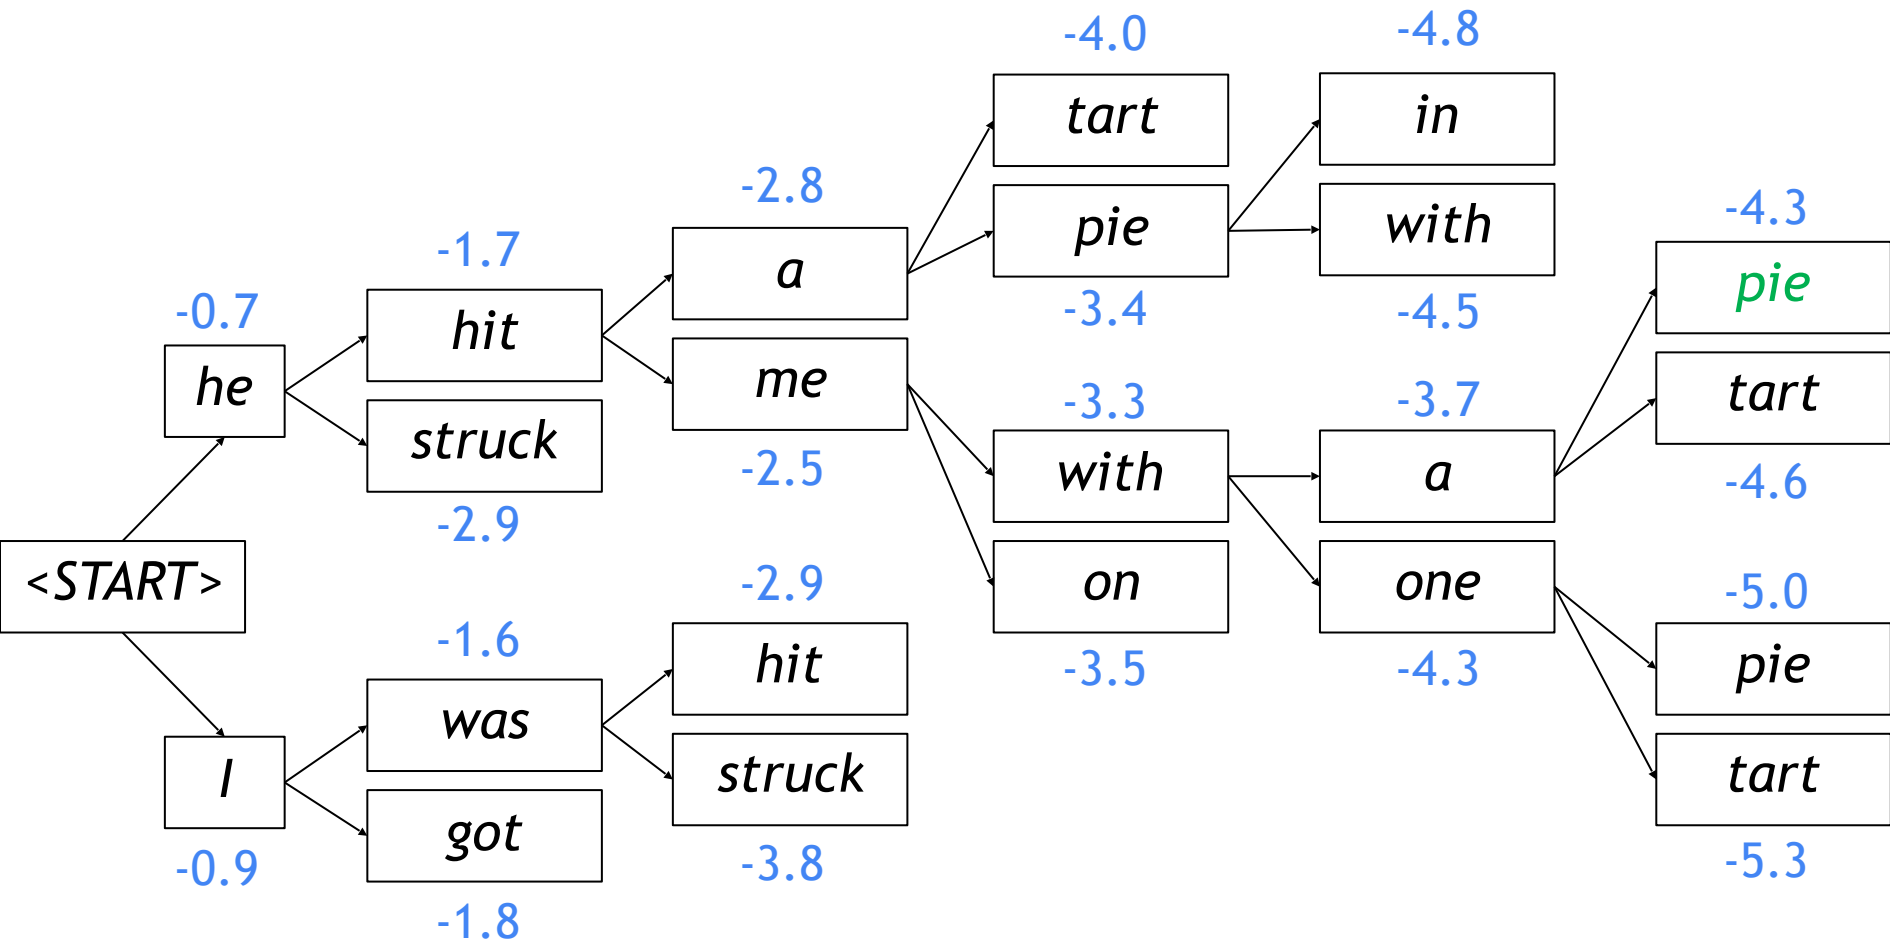 -4.0
-4.8
tart
in
-2.8
pie
with
-4.3
-1.7
a
pie
-0.7
hit
-3.4
-4.5
he
me
-3.3
-3.7
tart
struck
-2.5
with
a
-4.6
-2.9
<START>
-2.9
on
one
-5.0
-1.6
hit
-3.5
-4.3
pie
was
I
struck
tart
-0.9
got
-3.8
-5.3
-1.8